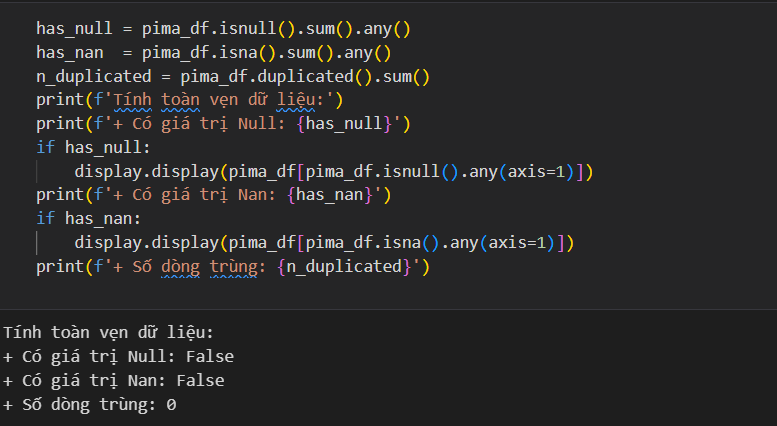 has_null = pima_df.isnull().sum().any()
has_nan  = pima_df.isna().sum().any()
n_duplicated = pima_df.duplicated().sum()
print(f'Tính toàn vẹn dữ liệu:')
print(f'+ Có giá trị Null: {has_null}')
if has_null:
    display.display(pima_df[pima_df.isnull().any(axis=1)])
print(f'+ Có giá trị Nan: {has_nan}')
if has_nan:
    display.display(pima_df[pima_df.isna().any(axis=1)])
print(f'+ Số dòng trùng: {n_duplicated}')
Tính toàn vẹn dữ liệu:
+ Có giá trị Null: False
+ Có giá trị Nan: False
+ Số dòng trùng: 0